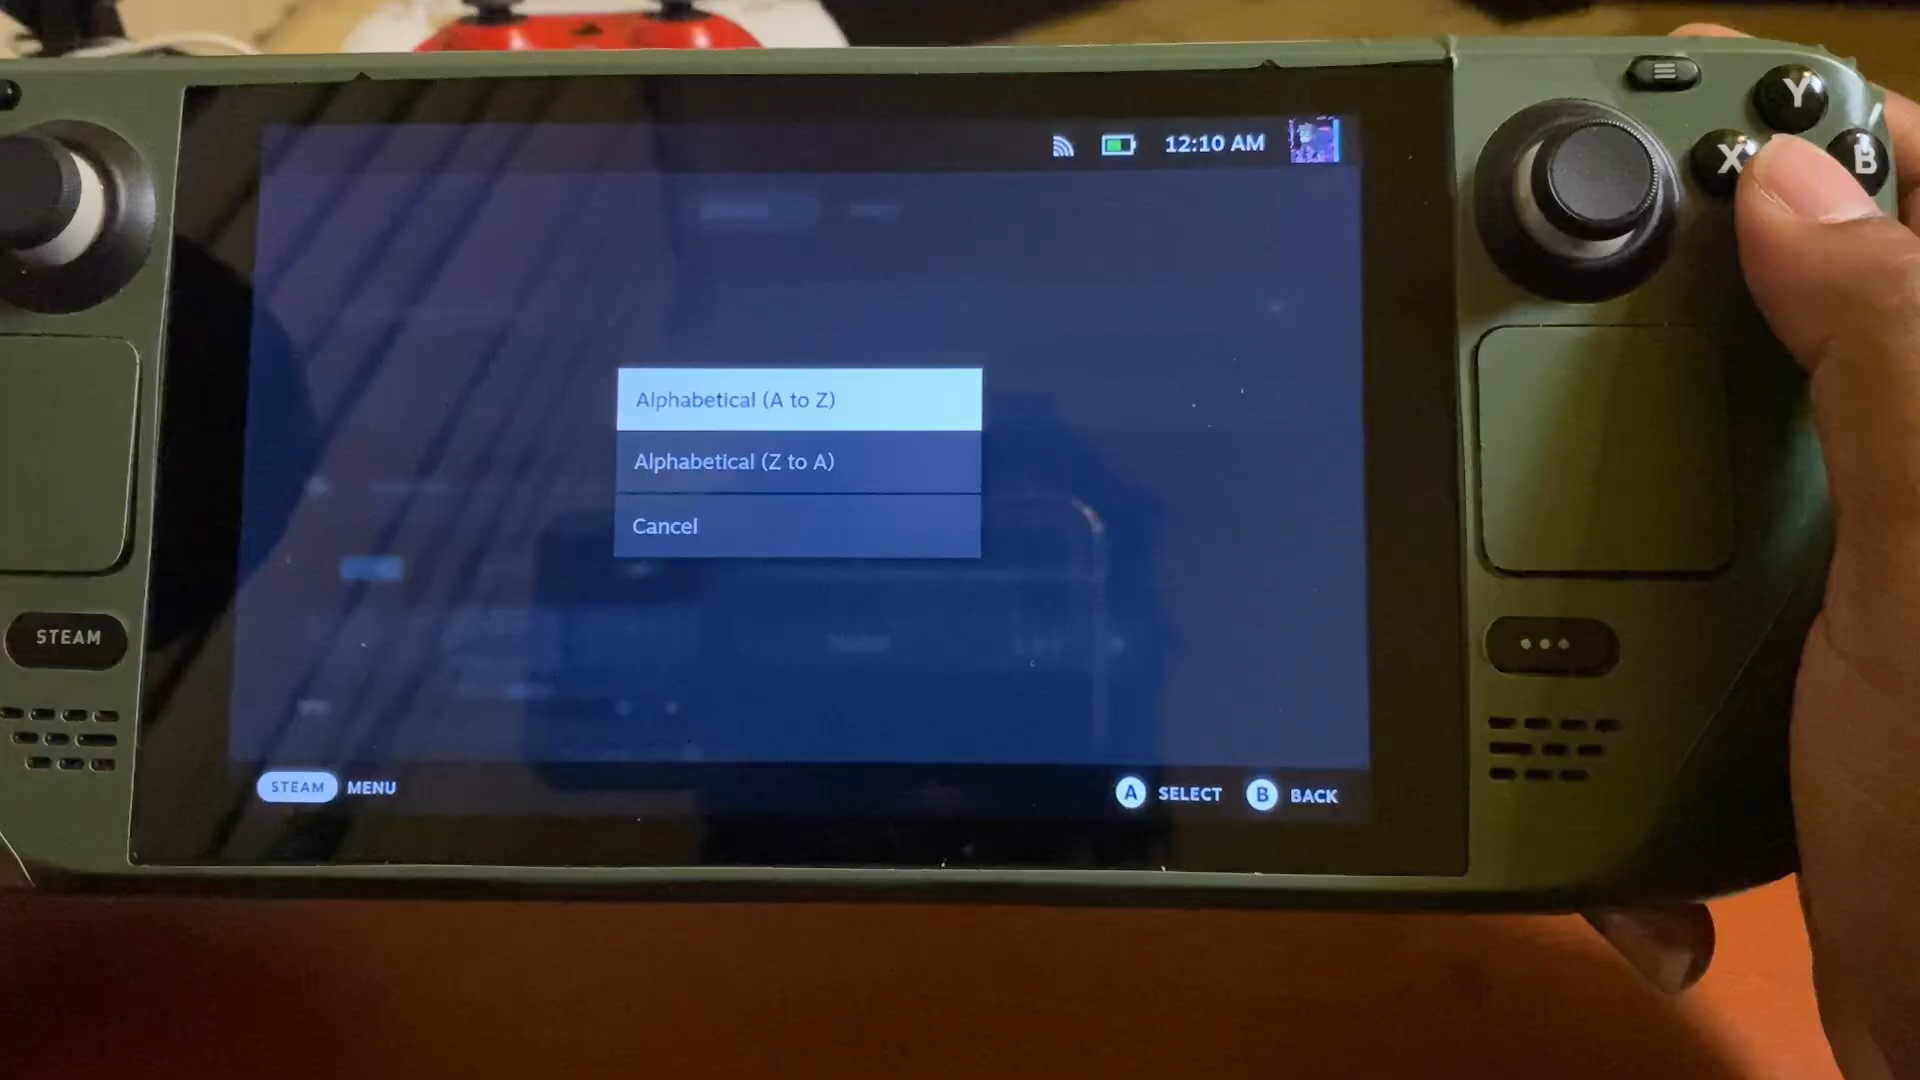 Y
X
B
12:10 AM
Alphabetical (A to Z)
Alphabetical (Z to A)
Cancel
STEAM
STEAM MENU
A SELECT B BACK